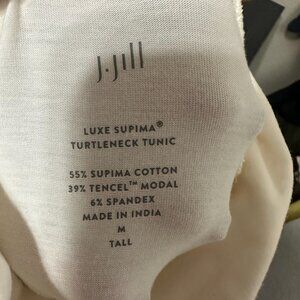 J.Jill
LUXE SUPIMA®
TURTLENECK TUNIC
55% SUPIMA COTTON
39% TENCEL™ MODAL
6% SPANDEX
MADE IN INDIA
M
TALL